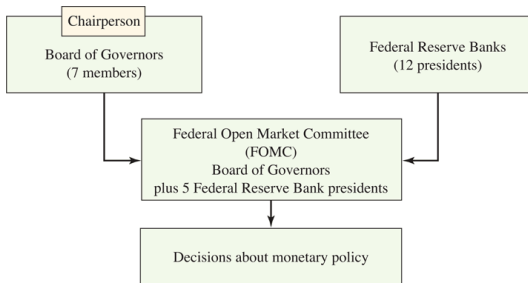 Chairperson
Board of Governors
(7 members)
Federal Reserve Banks
(12 presidents)
Federal Open Market Committee
(FOMC)
Board of Governors
plus 5 Federal Reserve Bank presidents
Decisions about monetary policy